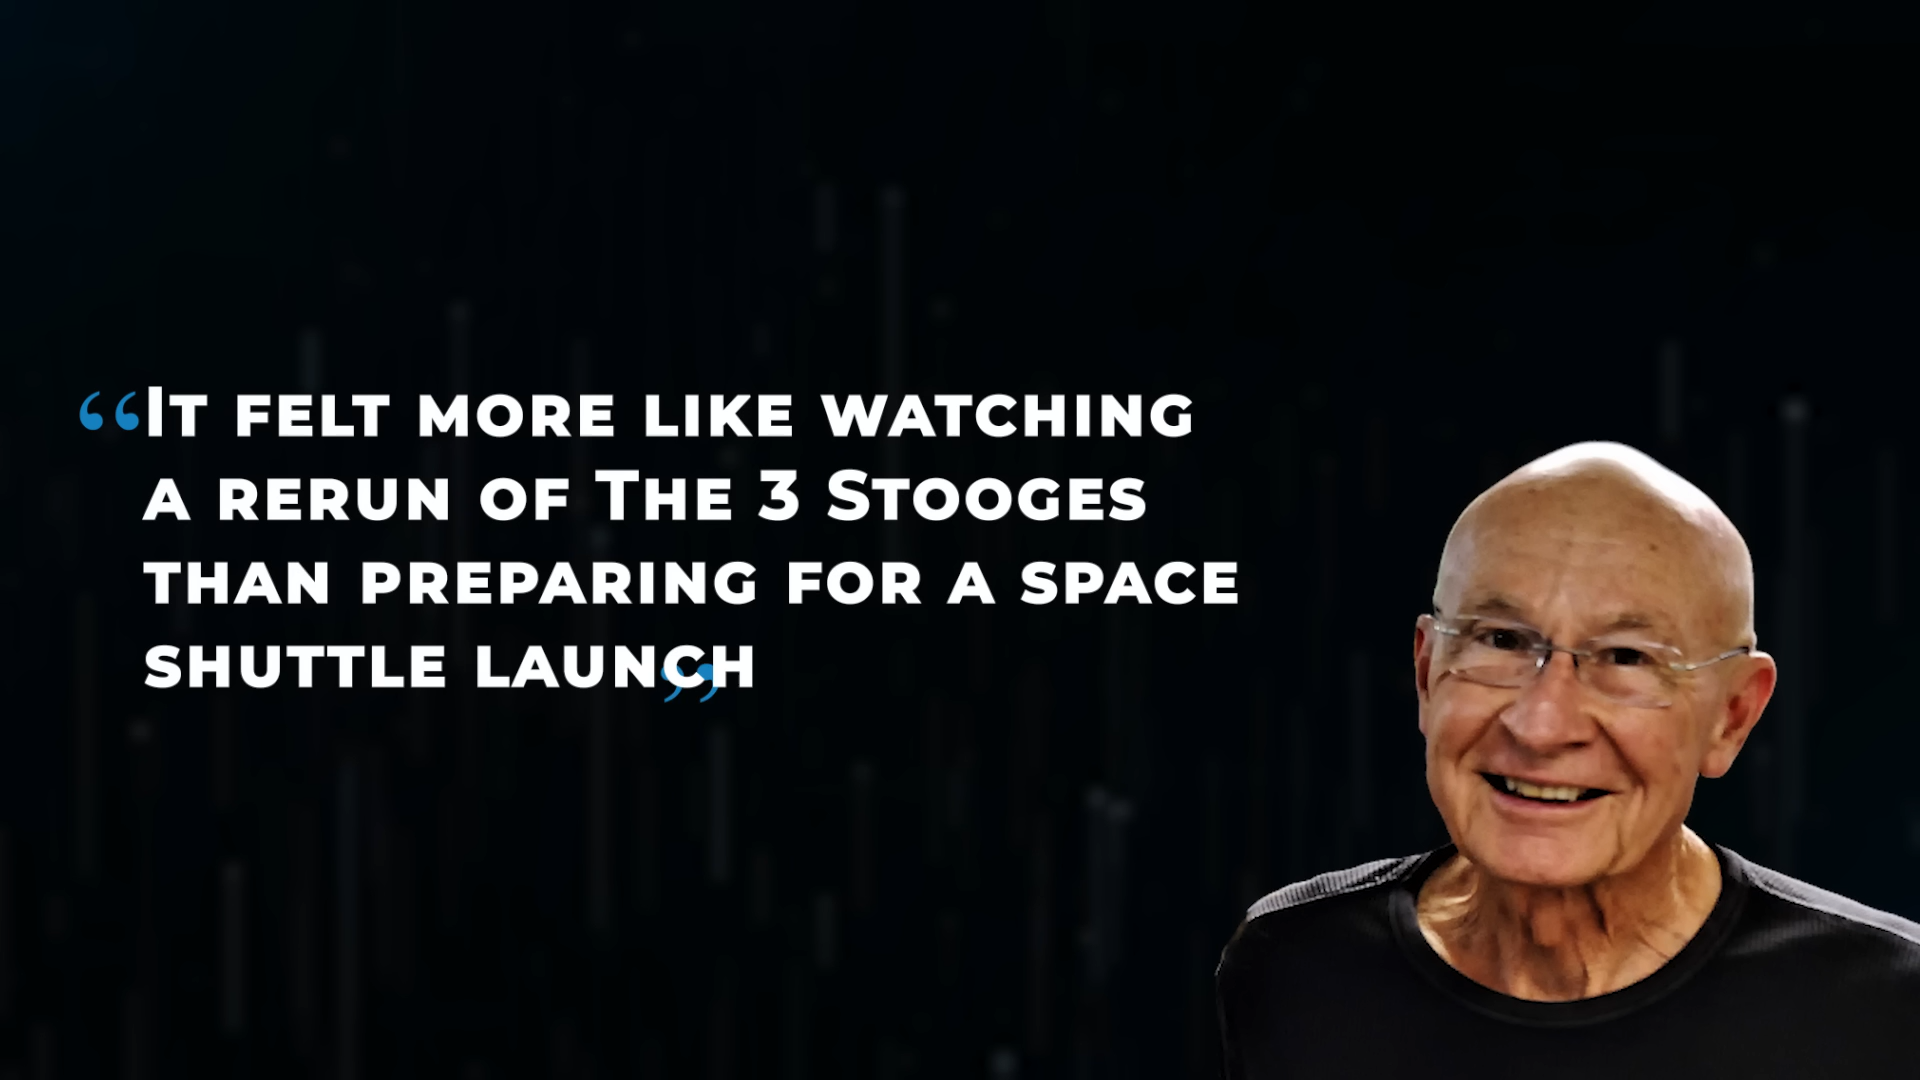 “It felt more like watching
a rerun of The 3 Stooges
than preparing for a space
shuttle launch”